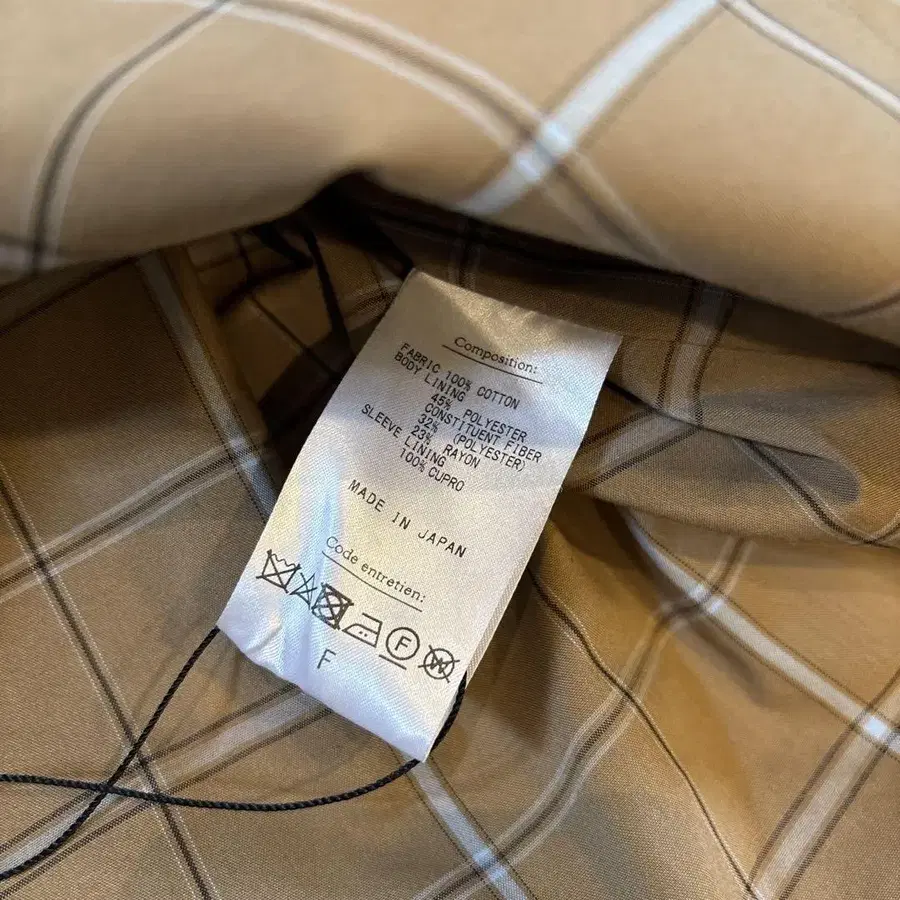 Composition:
FABRIC 100% COTTON
BODY LINING
45% POLYESTER
CONSTITUENT FIBER
32% (POLYESTER)
23% RAYON
SLEEVE LINING
100% CUPRO
MADE IN JAPAN
Code entretien:
F W
F